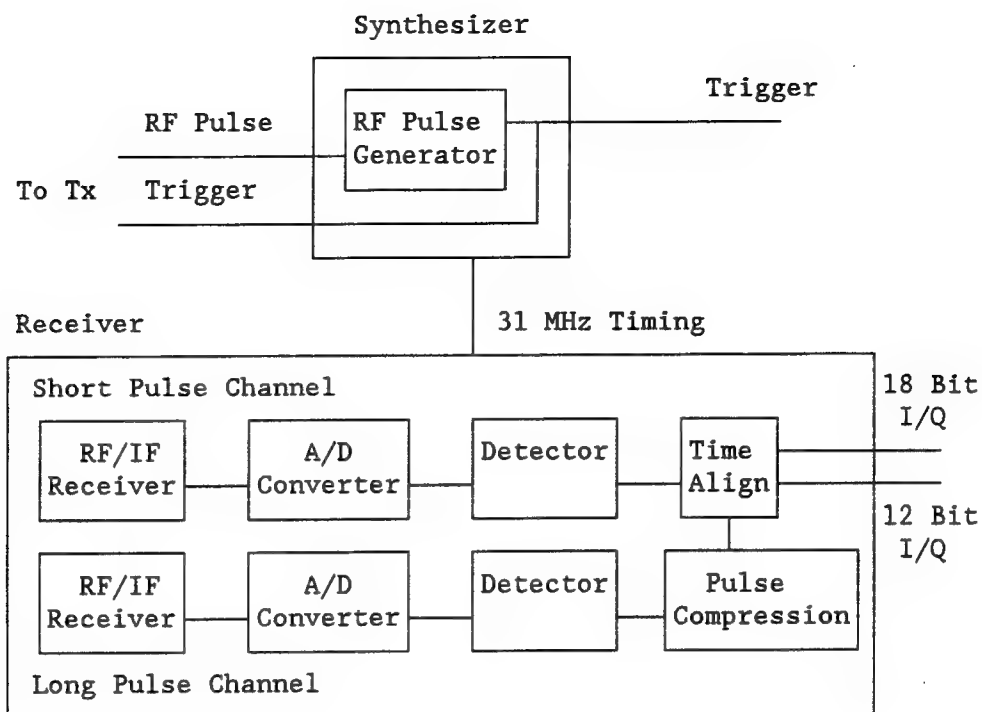 Synthesizer
Trigger
RF Pulse
RF Pulse
Generator
To Tx
Trigger
Receiver
31 MHz Timing
Short Pulse Channel
18 Bit
I/Q
RF/IF
Receiver
A/D
Converter
Detector
Time
Align
12 Bit
I/Q
RF/IF
Receiver
A/D
Converter
Detector
Pulse
Compression
Long Pulse Channel